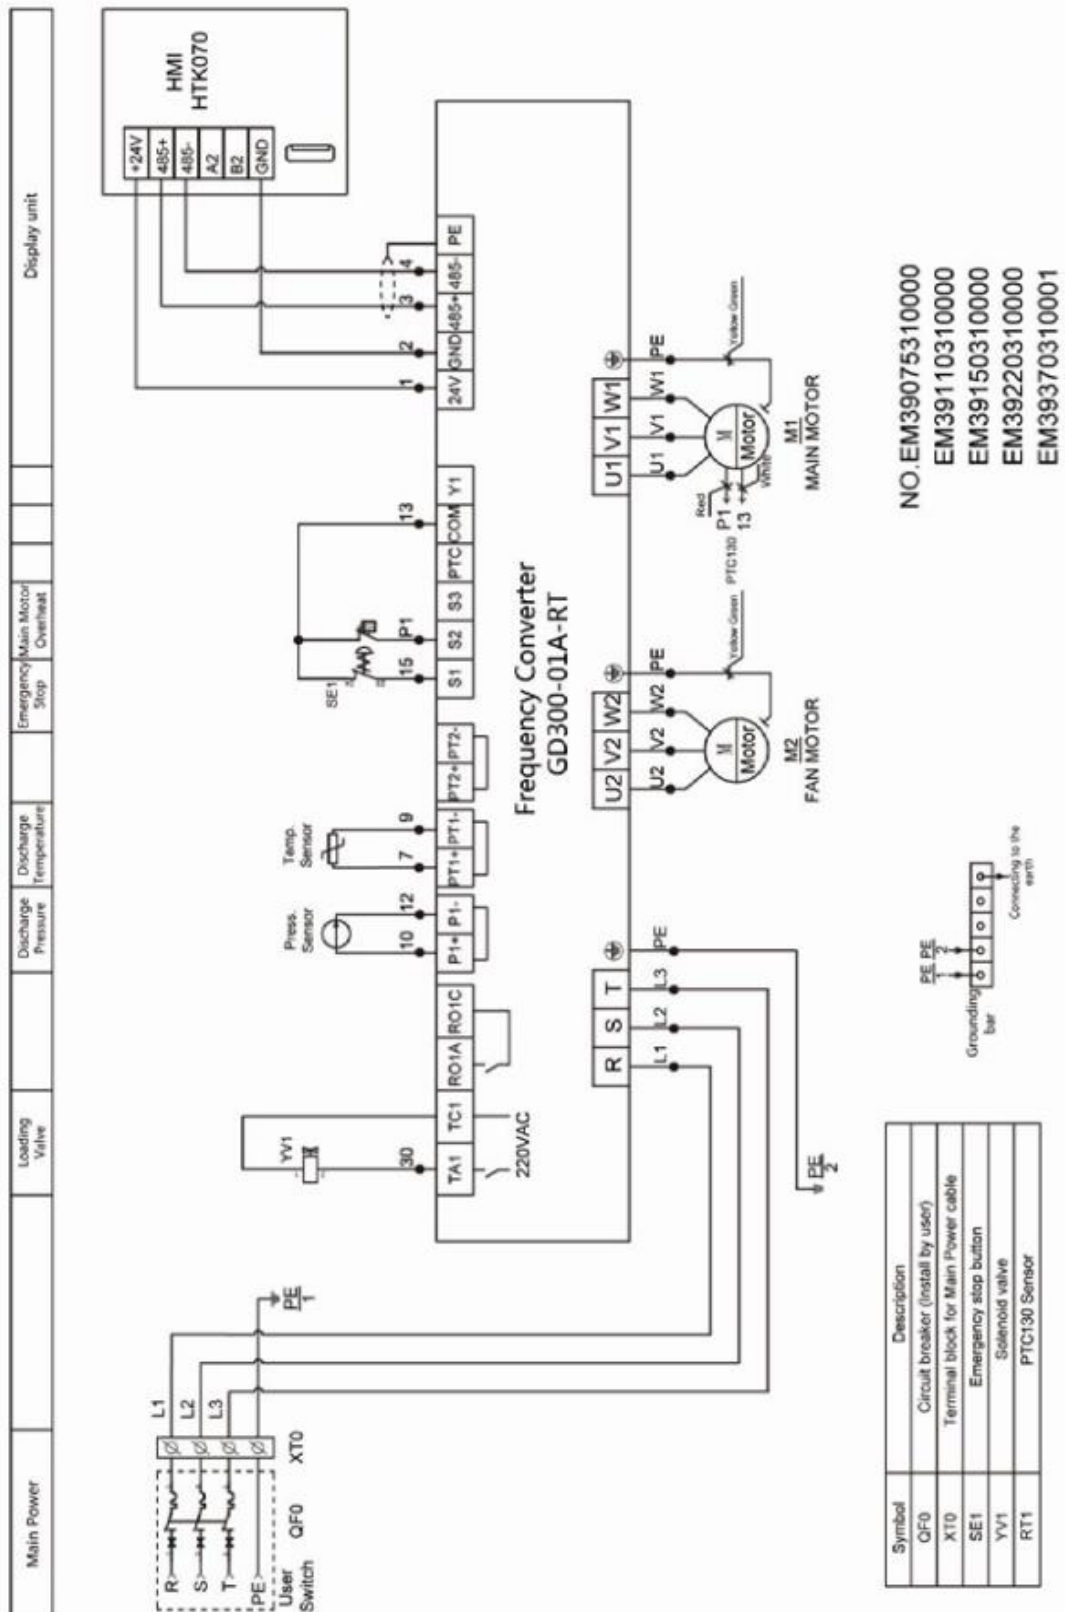 Main Power
Loading
Valve
Discharge
Pressure
Discharge
Temperature
Emergency
Stop
Main Motor
Overheat
Display unit
HMI
HTK070
+24V
485+
485-
A2
B2
GND
R
S
T
PE
User
Switch
QF0
XT0
L1
L2
L3
PE
1
YV1
30
Press.
Sensor
10
12
Temp.
Sensor
7
9
SE1
15
P1
13
1
2
3
4
TA1
TC1
RO1A
RO1C
P1+
P1-
PT1+
PT1-
PT2+
PT2-
S1
S2
S3
PTC
COM
Y1
24V
GND
485+
485-
PE
220VAC
Frequency Converter
GD300-01A-RT
R
S
T
L1
L2
L3
PE
PE
2
U2
V2
W2
U2
V2
W2
PE
Yellow Green
M
Motor
M2
FAN MOTOR
U1
V1
W1
U1
V1
W1
PE
Yellow Green
Red
P1
13
White
PTC130
M
Motor
M1
MAIN MOTOR
PE PE
1 2
Grounding
bar
Connecting to the
earth
NO.EM39075310000
EM39110310000
EM39150310000
EM39220310000
EM39370310001
Symbol Description
QF0 Circuit breaker (Install by user)
XT0 Terminal block for Main Power cable
SE1 Emergency stop button
YV1 Solenoid valve
RT1 PTC130 Sensor